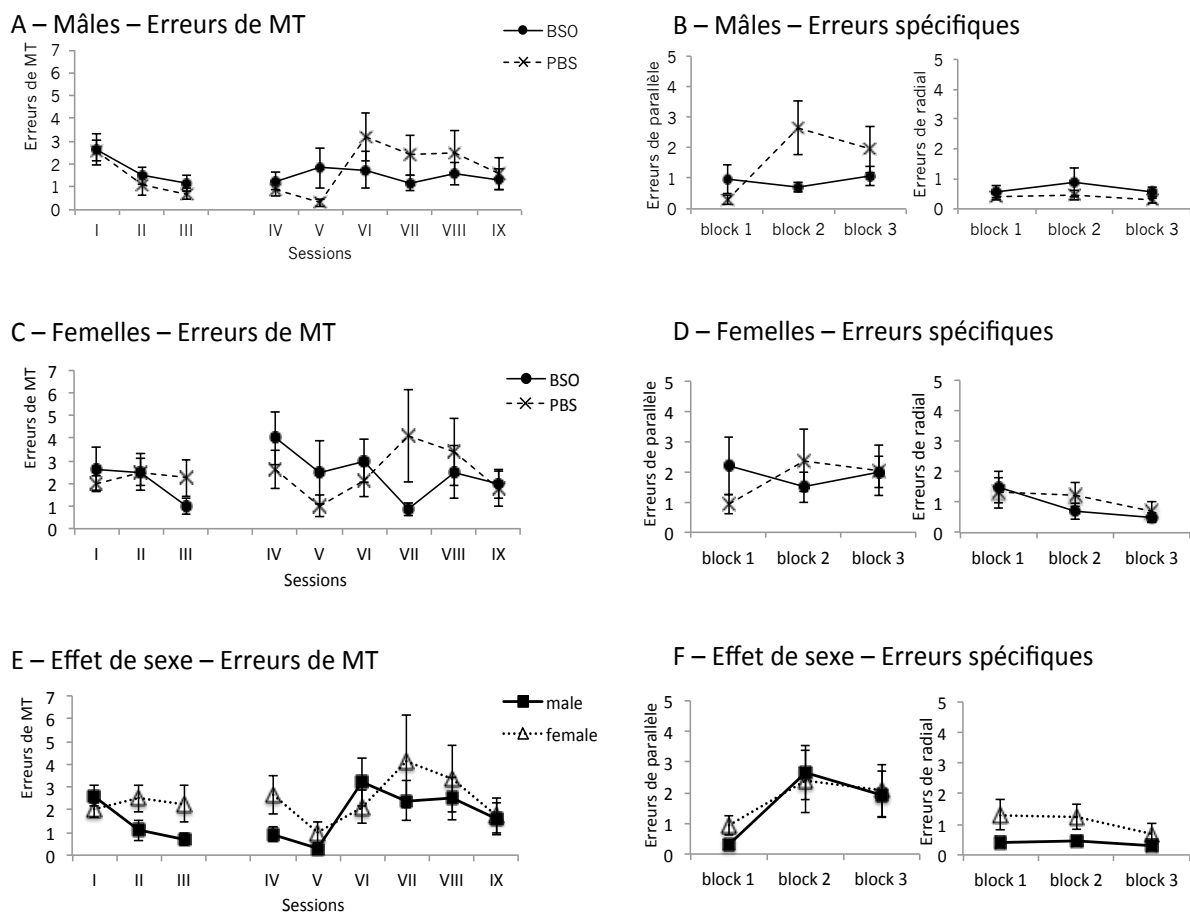 A – Mâles – Erreurs de MT
BSO
PBS
Erreurs de MT
7
6
5
4
3
2
1
0
I II III IV V VI VII VIII IX
Sessions
B – Mâles – Erreurs spécifiques
Erreurs de parallèle
5
4
3
2
1
0
block 1 block 2 block 3
Erreurs de radial
5
4
3
2
1
0
block 1 block 2 block 3
C – Femelles – Erreurs de MT
BSO
PBS
Erreurs de MT
7
6
5
4
3
2
1
0
I II III IV V VI VII VIII IX
Sessions
D – Femelles – Erreurs spécifiques
Erreurs de parallèle
5
4
3
2
1
0
block 1 block 2 block 3
Erreurs de radial
5
4
3
2
1
0
block 1 block 2 block 3
E – Effet de sexe – Erreurs de MT
male
female
Erreurs de MT
7
6
5
4
3
2
1
0
I II III IV V VI VII VIII IX
Sessions
F – Effet de sexe – Erreurs spécifiques
Erreurs de parallèle
5
4
3
2
1
0
block 1 block 2 block 3
Erreurs de radial
5
4
3
2
1
0
block 1 block 2 block 3